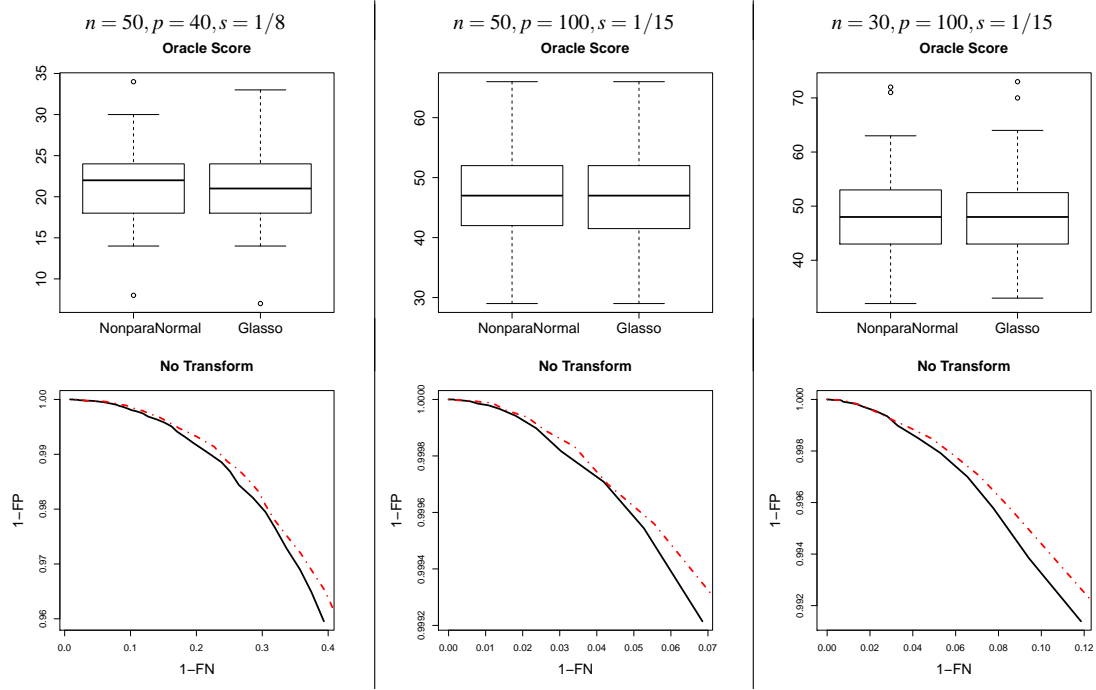 n = 50, p = 40, s = 1/8
Oracle Score
35
30
25
20
15
10
NonparaNormal Glasso
No Transform
1−FP
1.00
0.99
0.98
0.97
0.96
0.0 0.1 0.2 0.3 0.4
1−FN
n = 50, p = 100, s = 1/15
Oracle Score
60
50
40
30
NonparaNormal Glasso
No Transform
1−FP
1.0000
0.9998
0.9996
0.9994
0.9992
0.00 0.01 0.02 0.03 0.04 0.05 0.06 0.07
1−FN
n = 30, p = 100, s = 1/15
Oracle Score
70
60
50
40
NonparaNormal Glasso
No Transform
1−FP
1.000
0.998
0.996
0.994
0.992
0.00 0.02 0.04 0.06 0.08 0.10 0.12
1−FN